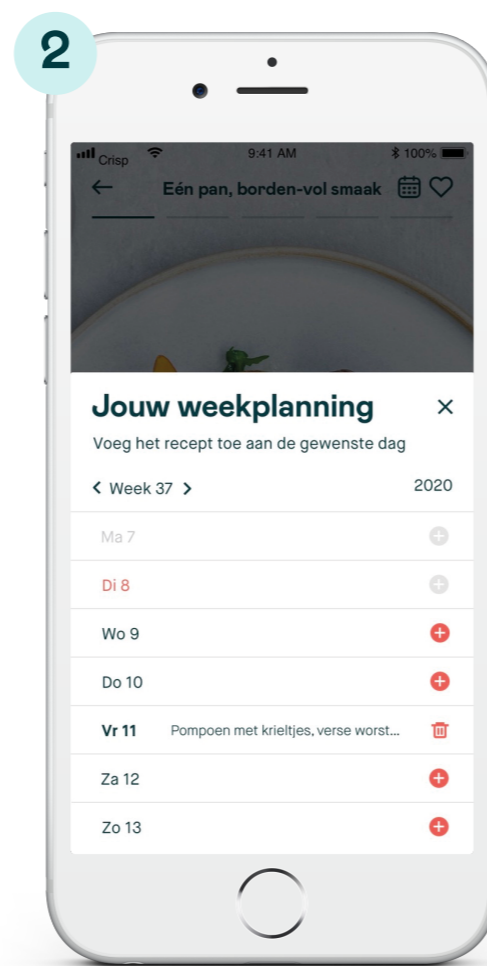 2
Crisp 9:41 AM 100%
Eén pan, borden-vol smaak
Jouw weekplanning
Voeg het recept toe aan de gewenste dag
Week 37 2020
Ma 7
Di 8
Wo 9
Do 10
Vr 11 Pompoen met krieltjes, verse worst...
Za 12
Zo 13